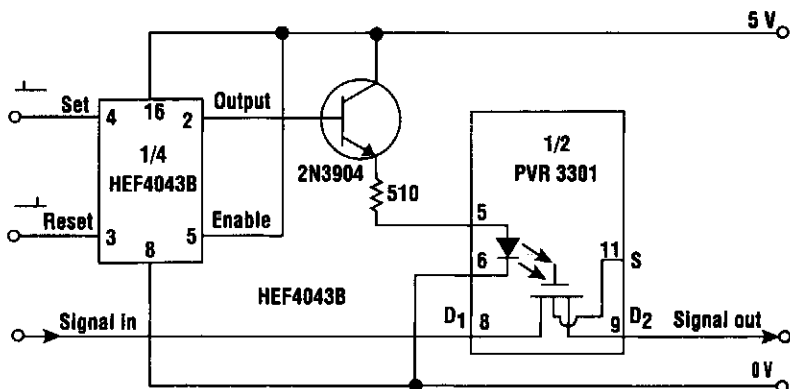 5 V
Set
4
16
2
Output
1/4
HEF4043B
2N3904
510
1/2
PVR 3301
Reset
3
8
5
Enable
5
6
11
S
HEF4043B
Signal in
D1
8
9
D2
Signal out
0 V